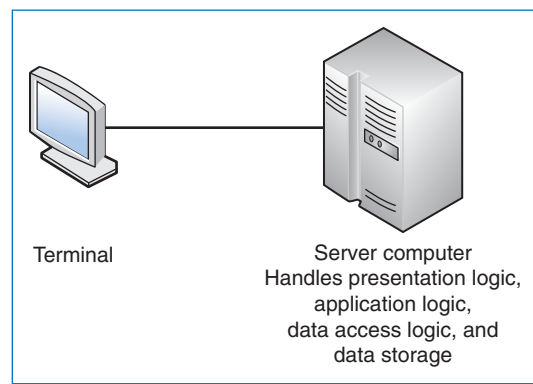 Terminal
Server computer
Handles presentation logic,
application logic,
data access logic, and
data storage